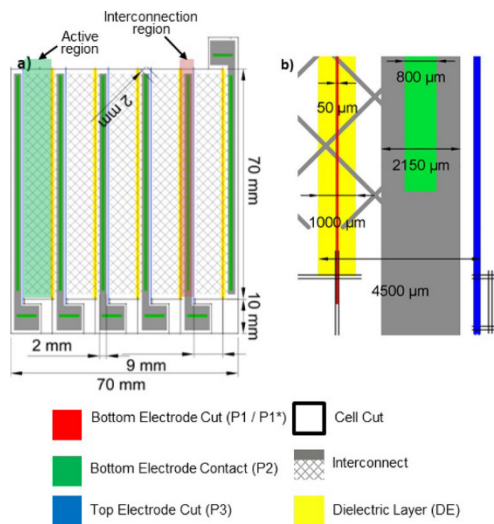 Active
region
Interconnection
region
a)
2 mm
70 mm
10 mm
2 mm
9 mm
70 mm
b)
800 µm
50 µm
2150 µm
1000 µm
4500 µm
Bottom Electrode Cut (P1 / P1*)
Cell Cut
Bottom Electrode Contact (P2)
Interconnect
Top Electrode Cut (P3)
Dielectric Layer (DE)